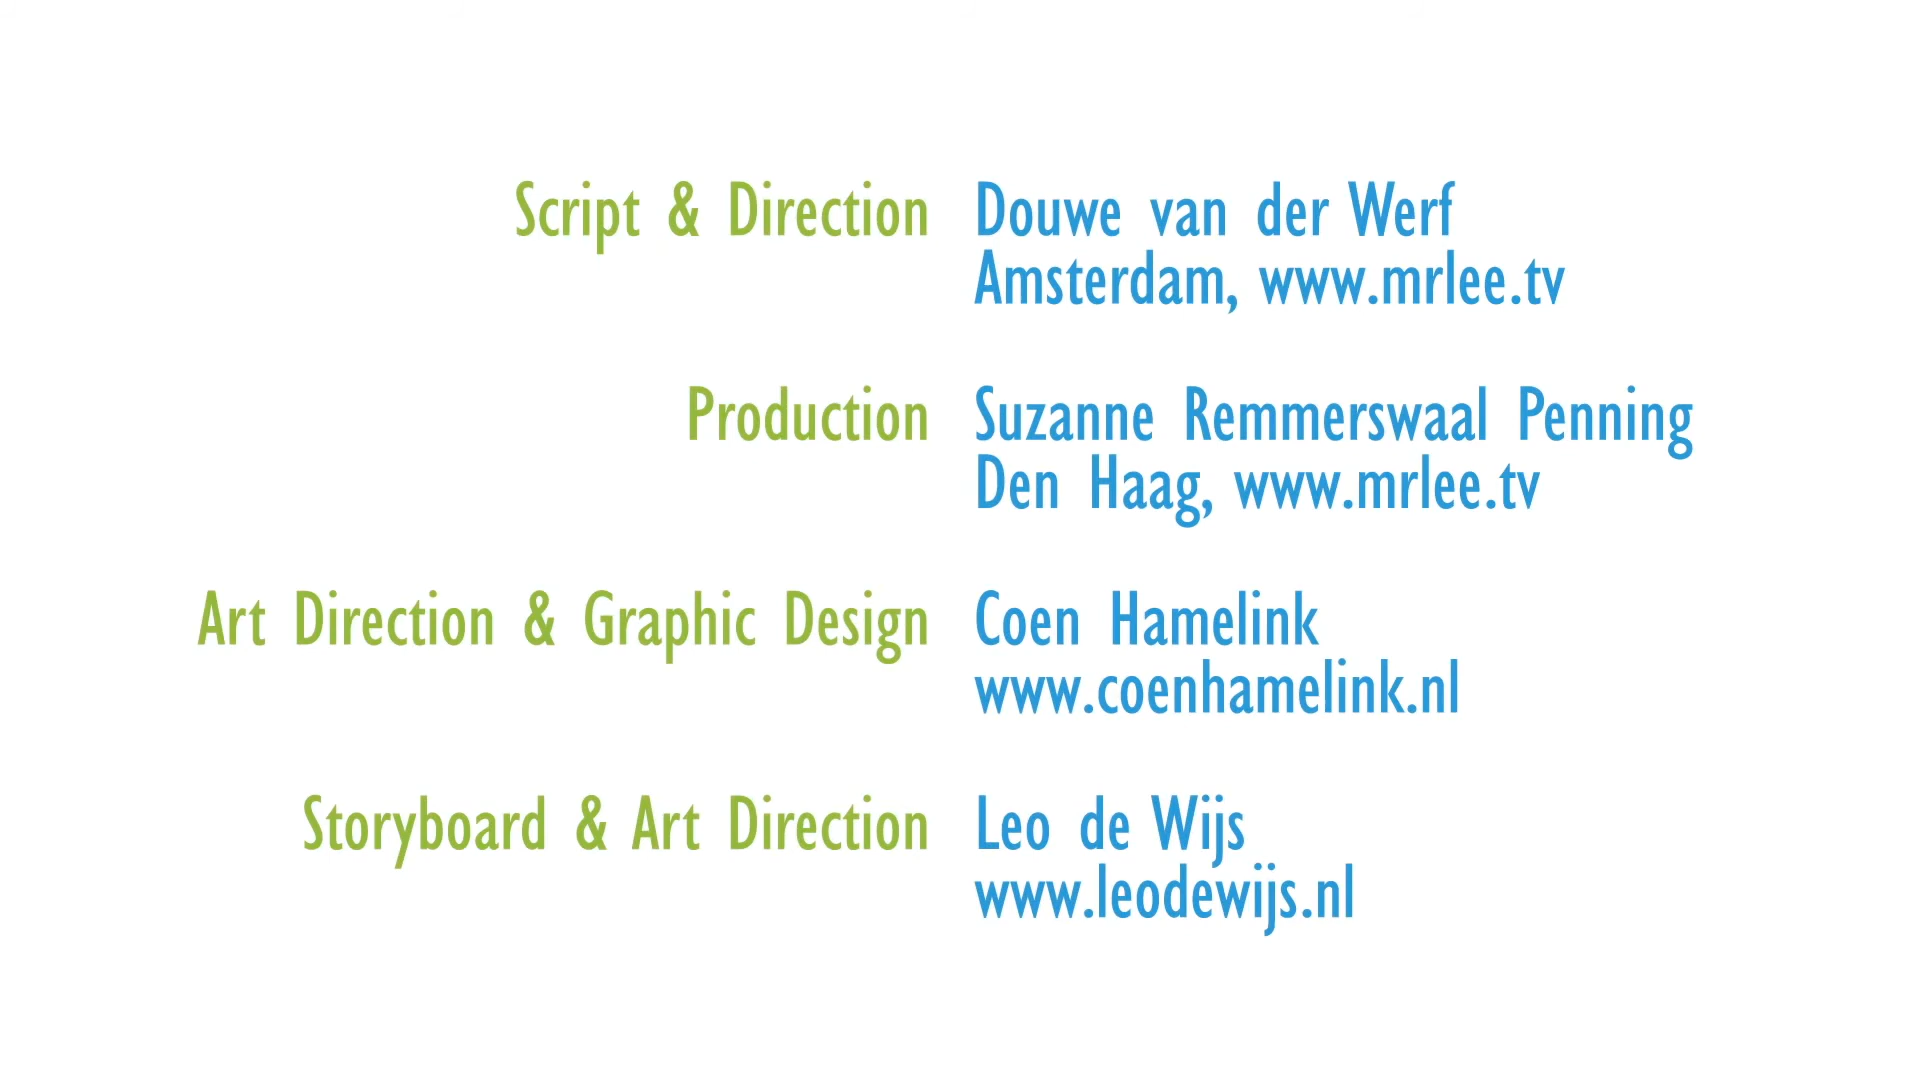 Script & Direction Douwe van der Werf
Amsterdam, www.mrlee.tv
Production Suzanne Remmerswaal Penning
Den Haag, www.mrlee.tv
Art Direction & Graphic Design Coen Hamelink
www.coenhamelink.nl
Storyboard & Art Direction Leo de Wijs
www.leodewijs.nl